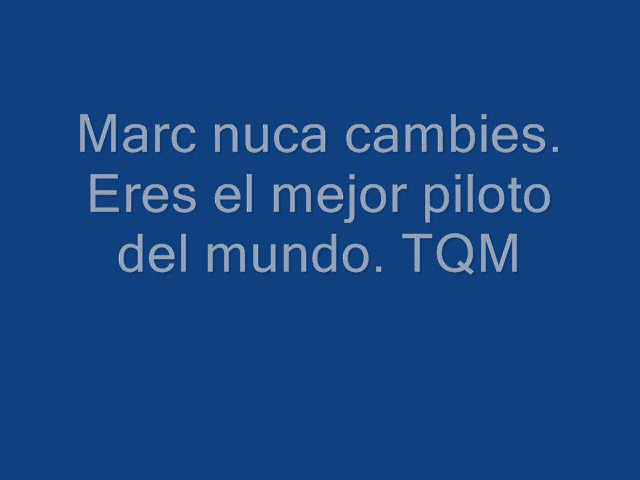 Marc nuca cambies.
Eres el mejor piloto
del mundo. TQM